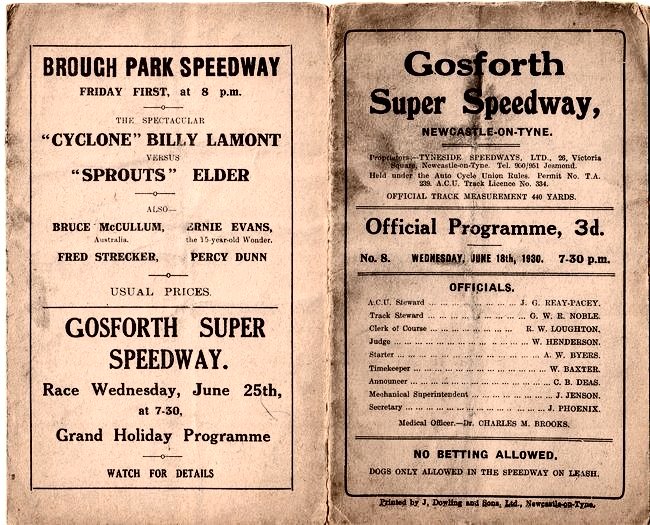 BROUGH PARK SPEEDWAY
FRIDAY FIRST, at 8 p.m.
THE SPECTACULAR
"CYCLONE" BILLY LAMONT
VERSUS
"SPROUTS" ELDER
ALSO—
BRUCE McCULLUM, ERNIE EVANS,
Australia. the 15-year-old Wonder.
FRED STRECKER, PERCY DUNN
USUAL PRICES.
GOSFORTH SUPER
SPEEDWAY.
Race Wednesday, June 25th,
at 7-30,
Grand Holiday Programme
WATCH FOR DETAILS
Gosforth
Super Speedway,
NEWCASTLE-ON-TYNE.
Proprietors:—TYNESIDE SPEEDWAYS, LTD., 26, Victoria
Square, Newcastle-on-Tyne. Tel. 950/951 Jesmond.
Held under the Auto Cycle Union Rules. Permit No. T.A.
239. A.C.U. Track Licence No. 334.
OFFICIAL TRACK MEASUREMENT 440 YARDS.
Official Programme, 3d.
No. 8. WEDNESDAY, JUNE 18th, 1930. 7-30 p.m.
OFFICIALS.
A.C.U. Steward ... J. G. REAY-PACEY.
Track Steward ... G. W. R. NOBLE.
Clerk of Course ... R. W. LOUGHTON.
Judge ... W. HENDERSON.
Starter ... A. W. BYERS.
Timekeeper ... W. BAXTER.
Announcer ... C. B. DEAS.
Mechanical Superintendent ... J. JENSON.
Secretary ... J. PHOENIX.
Medical Officer.—Dr. CHARLES M. BROOKS.
NO BETTING ALLOWED.
DOGS ONLY ALLOWED IN THE SPEEDWAY ON LEASH.
Printed by J. Dowling and Sons, Ltd., Newcastle-on-Tyne.